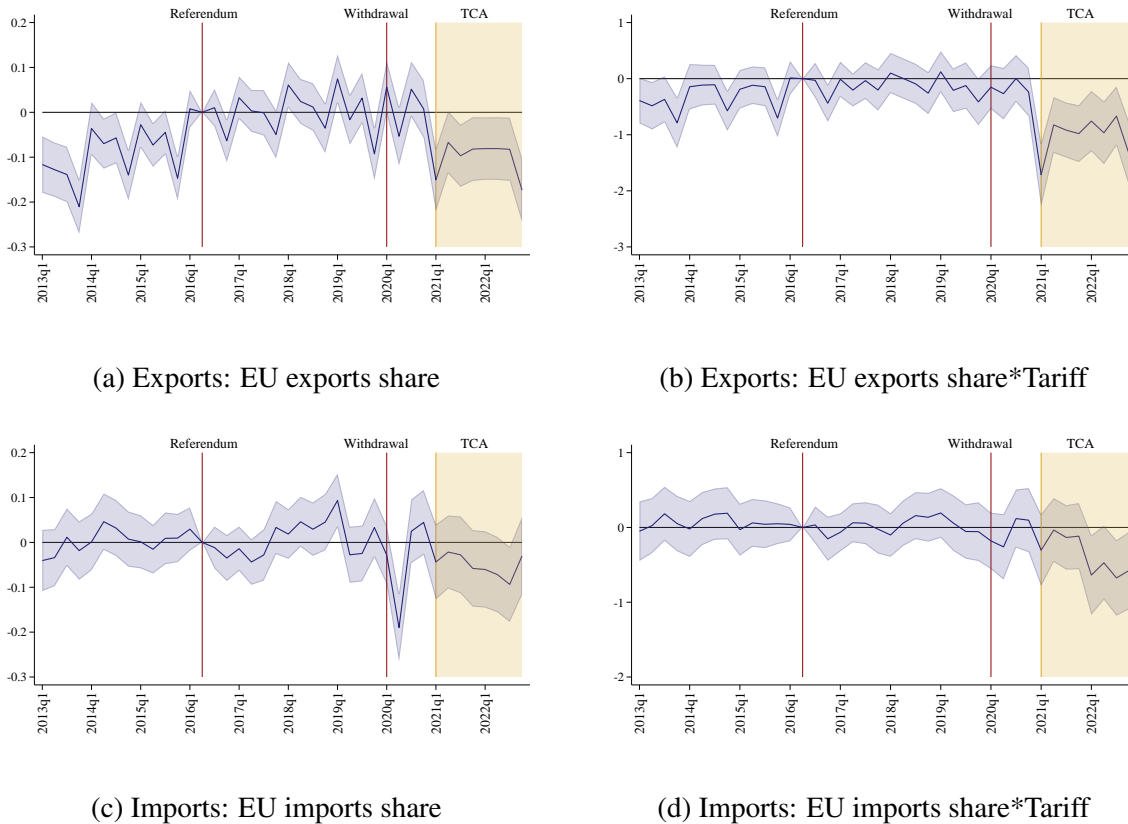 Referendum Withdrawal TCA
0.2
0.1
0
-0.1
-0.2
-0.3
2013q1 2014q1 2015q1 2016q1 2017q1 2018q1 2019q1 2020q1 2021q1 2022q1
(a) Exports: EU exports share
Referendum Withdrawal TCA
1
0
-1
-2
-3
2013q1 2014q1 2015q1 2016q1 2017q1 2018q1 2019q1 2020q1 2021q1 2022q1
(b) Exports: EU exports share*Tariff
Referendum Withdrawal TCA
0.2
0.1
0
-0.1
-0.2
-0.3
2013q1 2014q1 2015q1 2016q1 2017q1 2018q1 2019q1 2020q1 2021q1 2022q1
(c) Imports: EU imports share
Referendum Withdrawal TCA
1
0
-1
-2
2013q1 2014q1 2015q1 2016q1 2017q1 2018q1 2019q1 2020q1 2021q1 2022q1
(d) Imports: EU imports share*Tariff